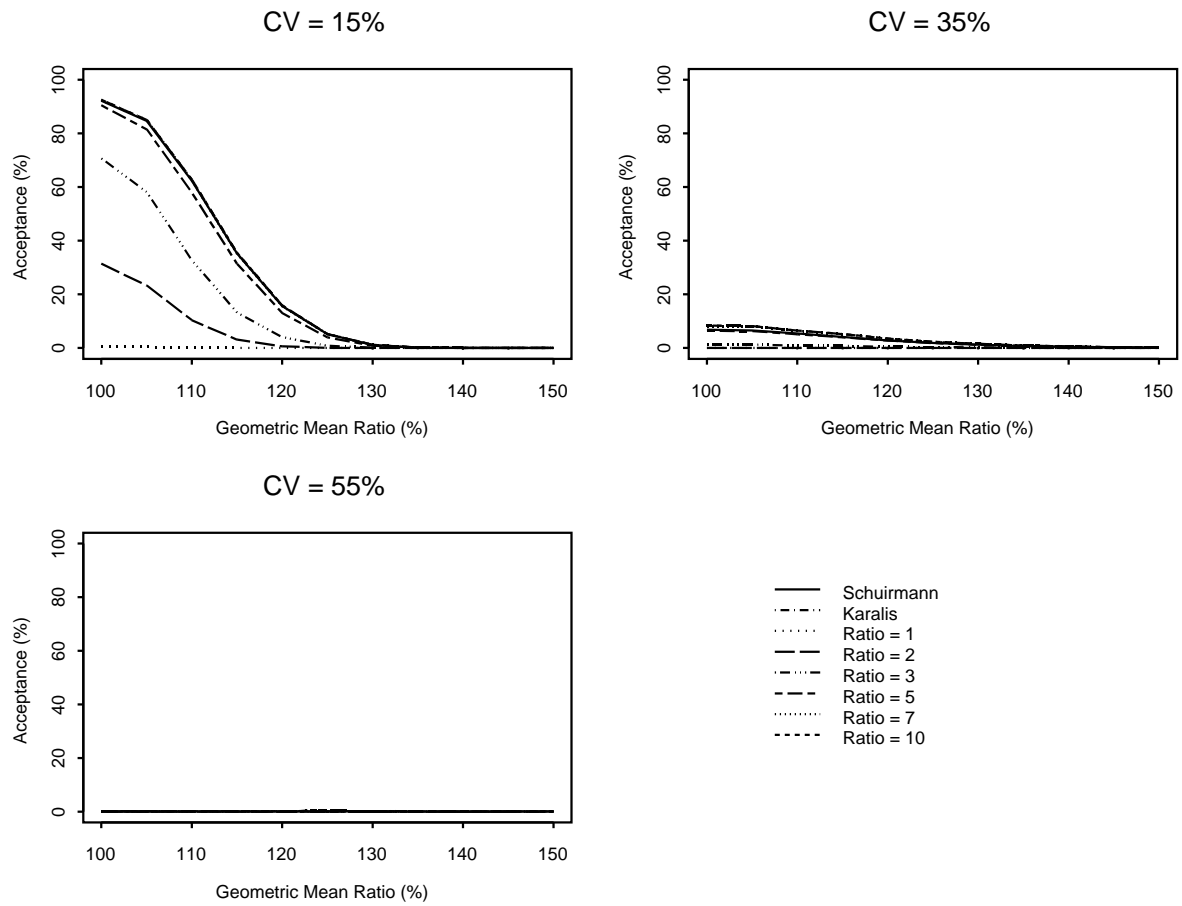 CV = 15%
100
80
60
40
20
0
Acceptance (%)
100 110 120 130 140 150
Geometric Mean Ratio (%)
CV = 35%
100
80
60
40
20
0
Acceptance (%)
100 110 120 130 140 150
Geometric Mean Ratio (%)
CV = 55%
100
80
60
40
20
0
Acceptance (%)
100 110 120 130 140 150
Geometric Mean Ratio (%)
Schuirmann
Karalis
Ratio = 1
Ratio = 2
Ratio = 3
Ratio = 5
Ratio = 7
Ratio = 10